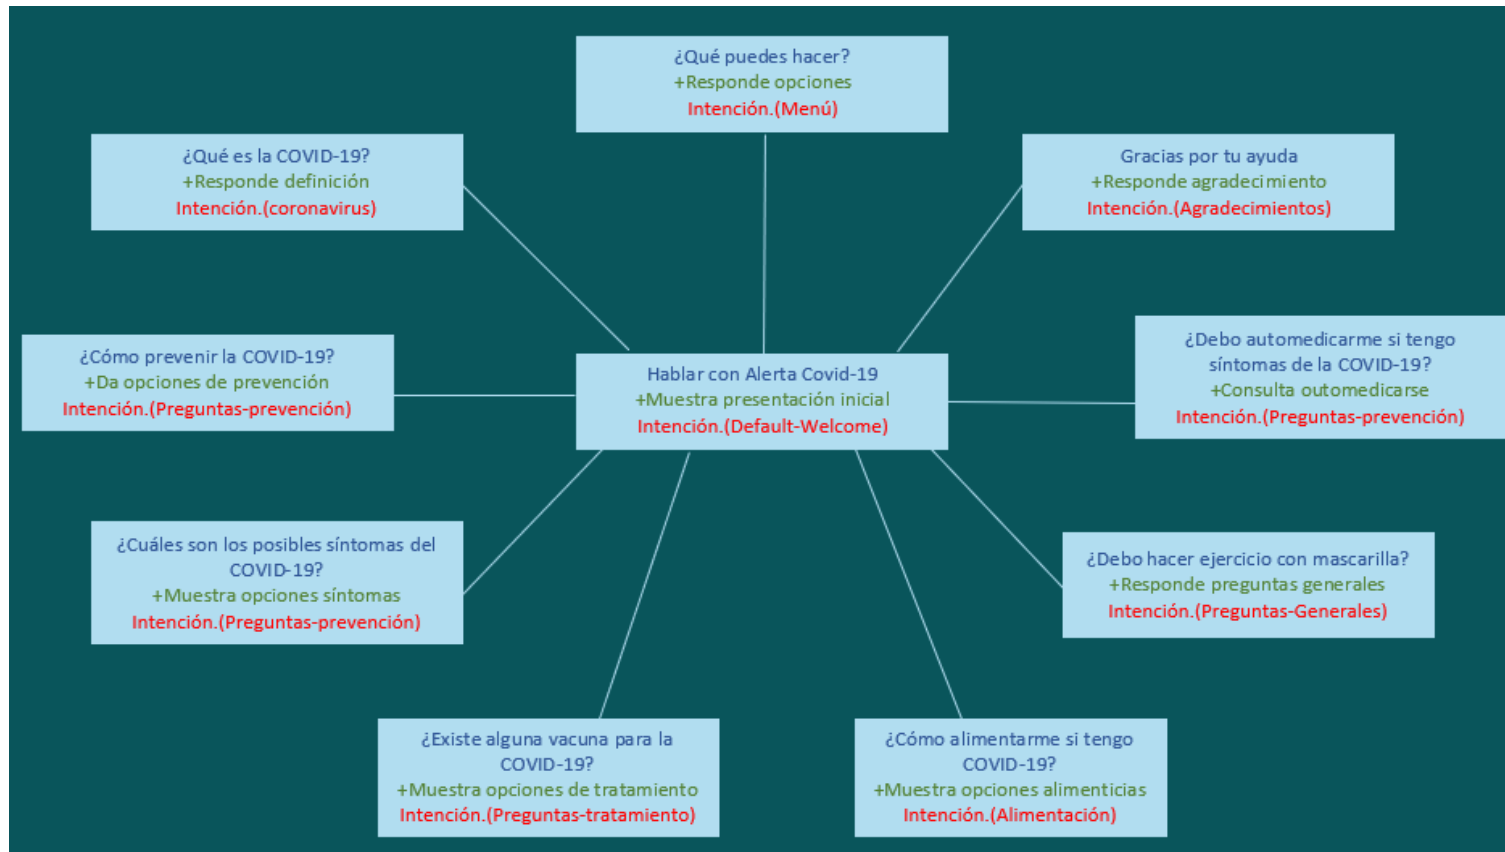 ¿Qué puedes hacer?
+Responde opciones
Intención.(Menú)
¿Qué es la COVID-19?
+Responde definición
Intención.(coronavirus)
Gracias por tu ayuda
+Responde agradecimiento
Intención.(Agradecimientos)
¿Cómo prevenir la COVID-19?
+Da opciones de prevención
Intención.(Preguntas-prevención)
Hablar con Alerta Covid-19
+Muestra presentación inicial
Intención.(Default-Welcome)
¿Debo automedicarme si tengo
síntomas de la COVID-19?
+Consulta outomedicarse
Intención.(Preguntas-prevención)
¿Cuáles son los posibles síntomas del
COVID-19?
+Muestra opciones síntomas
Intención.(Preguntas-prevención)
¿Debo hacer ejercicio con mascarilla?
+Responde preguntas generales
Intención.(Preguntas-Generales)
¿Existe alguna vacuna para la
COVID-19?
+Muestra opciones de tratamiento
Intención.(Preguntas-tratamiento)
¿Cómo alimentarme si tengo
COVID-19?
+Muestra opciones alimenticias
Intención.(Alimentación)